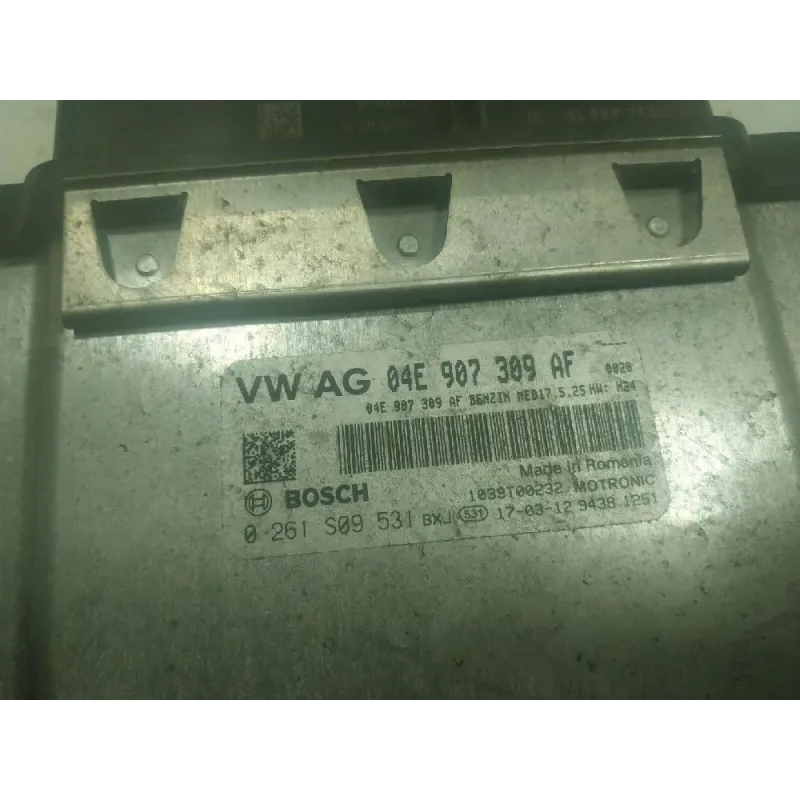 VW AG 04E 907 309 AF 0020
04E 907 309 AF BENZIN MED17.5.25 HW: H24
Made in Romania
BOSCH 1039T00232 MOTRONIC
0 261 S09 531 BXJ 531 17-03-12 9438 1251